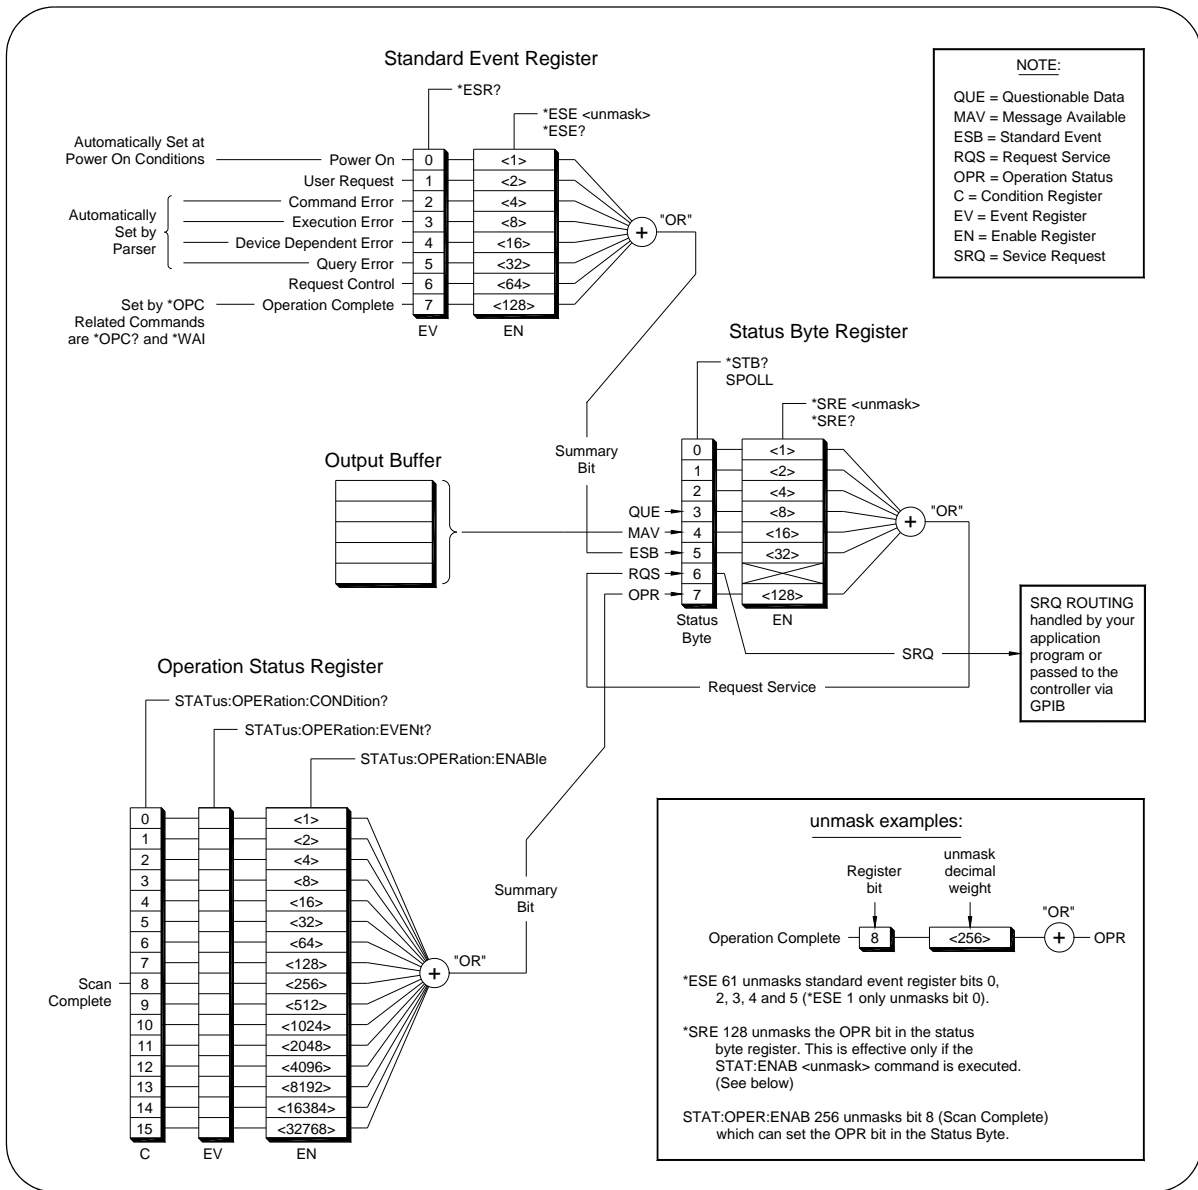 Standard Event Register
*ESR?
*ESE <unmask>
*ESE?
Automatically Set at
Power On Conditions
Power On 0 <1>
User Request 1 <2>
Command Error 2 <4>
Execution Error 3 <8>
Device Dependent Error 4 <16>
Query Error 5 <32>
Request Control 6 <64>
Operation Complete 7 <128>
Automatically
Set by
Parser
Set by *OPC
Related Commands
are *OPC? and *WAI
EV
EN
+
"OR"
NOTE:
QUE = Questionable Data
MAV = Message Available
ESB = Standard Event
RQS = Request Service
OPR = Operation Status
C = Condition Register
EV = Event Register
EN = Enable Register
SRQ = Sevice Request
Status Byte Register
*STB?
SPOLL
*SRE <unmask>
*SRE?
Summary
Bit
Output Buffer
0 <1>
1 <2>
2 <4>
QUE 3 <8>
MAV 4 <16>
ESB 5 <32>
RQS 6
OPR 7 <128>
Status
Byte
EN
+
"OR"
SRQ
Request Service
SRQ ROUTING
handled by your
application
program or
passed to the
controller via
GPIB
Operation Status Register
STATus:OPERation:CONDition?
STATus:OPERation:EVENt?
STATus:OPERation:ENABle
0 <1>
1 <2>
2 <4>
3 <8>
4 <16>
5 <32>
6 <64>
7 <128>
8 <256>
9 <512>
10 <1024>
11 <2048>
12 <4096>
13 <8192>
14 <16384>
15 <32768>
Scan
Complete
C
EV
EN
+
"OR"
Summary
Bit
unmask examples:
Register
bit
unmask
decimal
weight
"OR"
Operation Complete 8 <256> + OPR
*ESE 61 unmasks standard event register bits 0,
2, 3, 4 and 5 (*ESE 1 only unmasks bit 0).
*SRE 128 unmasks the OPR bit in the status
byte register. This is effective only if the
STAT:ENAB <unmask> command is executed.
(See below)
STAT:OPER:ENAB 256 unmasks bit 8 (Scan Complete)
which can set the OPR bit in the Status Byte.